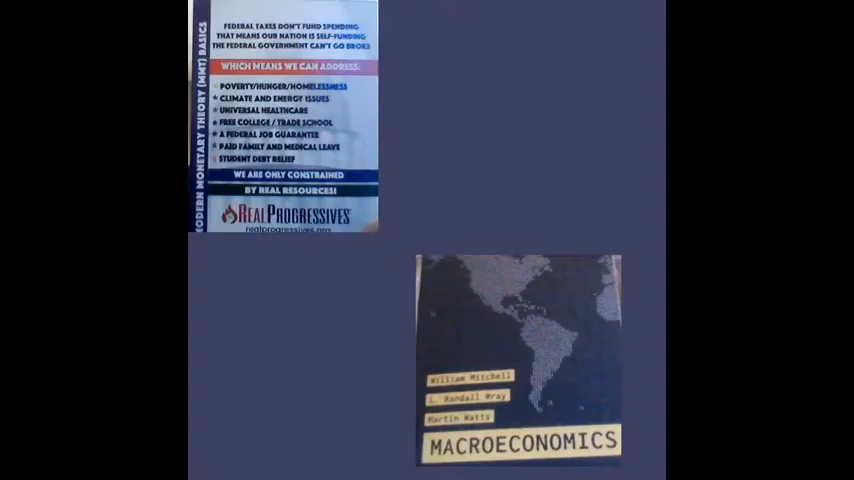 MODERN MONETARY THEORY (MMT) BASICS
FEDERAL TAXES DON'T FUND SPENDING
THAT MEANS OUR NATION IS SELF-FUNDING
THE FEDERAL GOVERNMENT CAN'T GO BROKE
WHICH MEANS WE CAN ADDRESS:
POVERTY/HUNGER/HOMELESSNESS
CLIMATE AND ENERGY ISSUES
UNIVERSAL HEALTHCARE
FREE COLLEGE / TRADE SCHOOL
A FEDERAL JOB GUARANTEE
PAID FAMILY AND MEDICAL LEAVE
STUDENT DEBT RELIEF
WE ARE ONLY CONSTRAINED
BY REAL RESOURCES!
REALPROGRESSIVES
realprogressives.org
William Mitchell
L. Randall Wray
Martin Watts
MACROECONOMICS